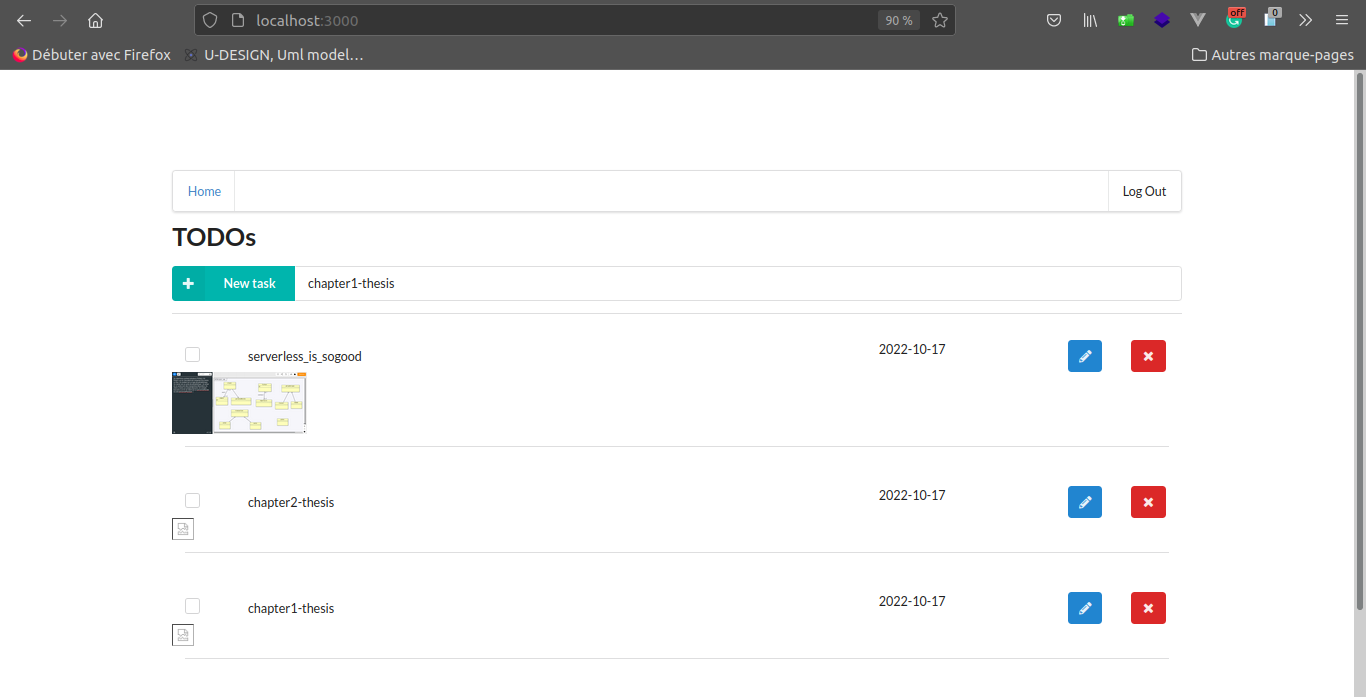 localhost:3000
90 %
off
0
Débuter avec Firefox
U-DESIGN, Uml model…
Autres marque-pages
Home
Log Out
TODOs
New task
chapter1-thesis
serverless_is_sogood
2022-10-17
chapter2-thesis
2022-10-17
chapter1-thesis
2022-10-17